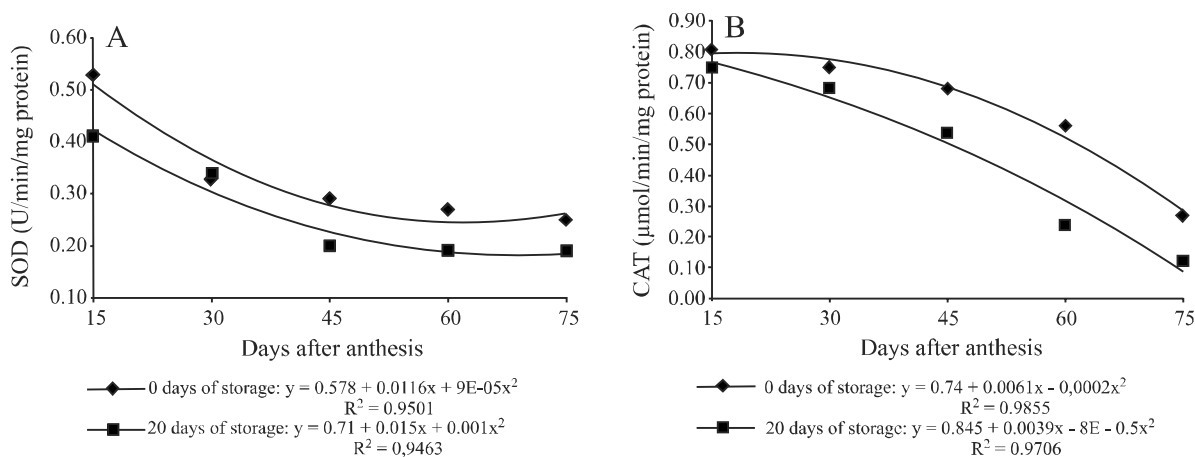 A
SOD (U/min/mg protein)
0.60
0.50
0.40
0.30
0.20
0.10
15 30 45 60 75
Days after anthesis
0 days of storage: y = 0.578 + 0.0116x + 9E-05x²
R² = 0.9501
20 days of storage: y = 0.71 + 0.015x + 0.001x²
R² = 0,9463
B
CAT (µmol/min/mg protein)
0.90
0.80
0.70
0.60
0.50
0.40
0.30
0.20
0.10
0.00
15 30 45 60 75
Days after anthesis
0 days of storage: y = 0.74 + 0.0061x - 0,0002x²
R² = 0.9855
20 days of storage: y = 0.845 + 0.0039x - 8E - 0.5x²
R² = 0.9706